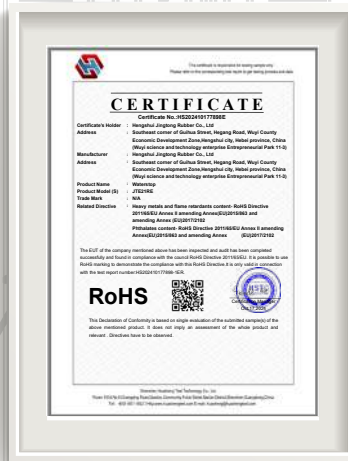 CERTIFICATE
Certificate No.:HS202410177898E
Certificate's Holder : Hengshui Jingtong Rubber Co., Ltd
Address : Southeast corner of Guihua Street, Hegang Road, Wuyi County
Economic Development Zone,Hengshui city, Hebei province, China
(Wuyi science and technology enterprise Entrepreneurial Park 11-3)
Manufacturer : Hengshui Jingtong Rubber Co., Ltd
Address : Southeast corner of Guihua Street, Hegang Road, Wuyi County
Economic Development Zone,Hengshui city, Hebei province, China
(Wuyi science and technology enterprise Entrepreneurial Park 11-3)
Product Name : Waterstop
Product Model (S) : JTE21RE
Trade Mark : N/A
Related Directive : Heavy metals and flame retardants content- RoHS Directive
2011/65/EU Annex II amending Annex(EU)2015/863 and
amending Annex (EU)2017/2102
Phthalates content- RoHS Directive 2011/65/EU Annex II amending
Annex(EU)2015/863 and amending Annex (EU)2017/2102
The EUT of the company mentioned above has been inspected and audit has been completed
successfully and found in compliance with the council RoHS Directive 2011/65/EU. It is possible to use
RoHS marking to demonstrate the compliance with this RoHS Directive.It is only valid in connection
with the test report number:HS202410177898-1ER.
RoHS
Oct.17.2024
This Declaration of Conformity is based on single evaluation of the submitted sample(s) of the
above mentioned product. It does not imply an assessment of the whole product and
relevant . Directives have to be observed.